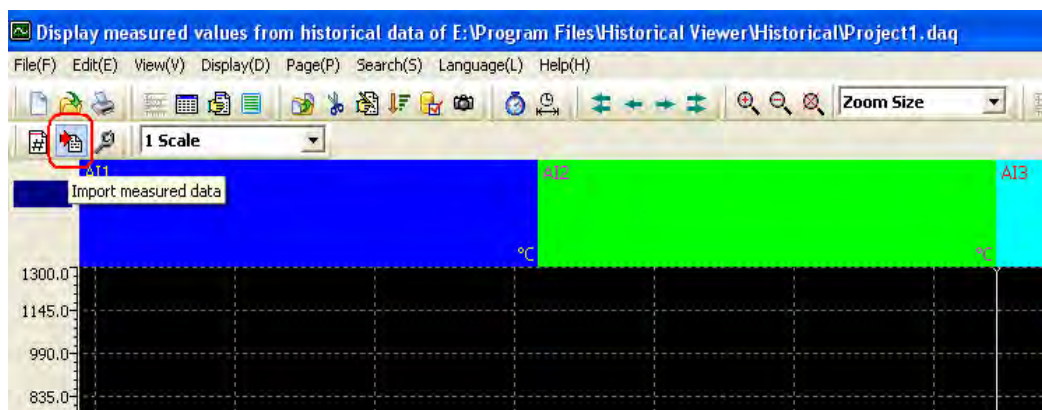 Display measured values from historical data of E:\Program Files\Historical Viewer\Historical\Project1.daq
File(F) Edit(E) View(V) Display(D) Page(P) Search(S) Language(L) Help(H)
Zoom Size
#
1 Scale
AI1 AI2 AI3
Import measured data
°C °C
1300.0
1145.0
990.0
835.0